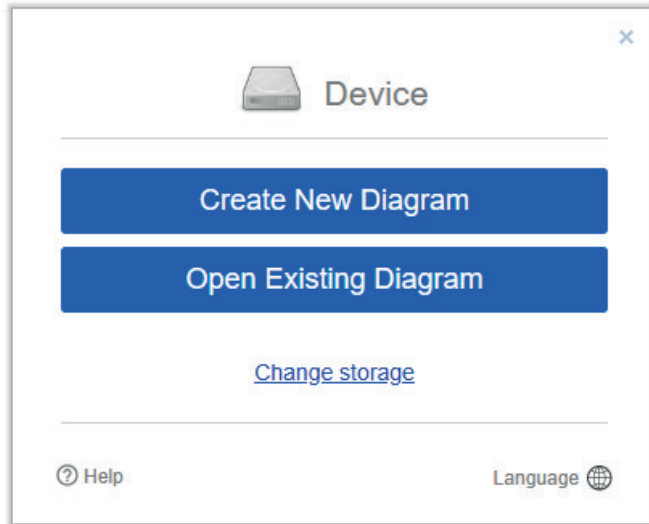 Device
Create New Diagram
Open Existing Diagram
Change storage
Help
Language